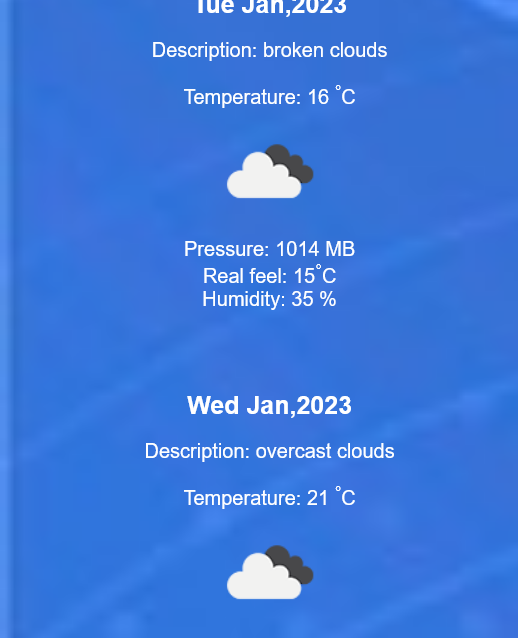 Tue Jan,2023
Description: broken clouds
Temperature: 16 °C
Pressure: 1014 MB
Real feel: 15°C
Humidity: 35 %
Wed Jan,2023
Description: overcast clouds
Temperature: 21 °C